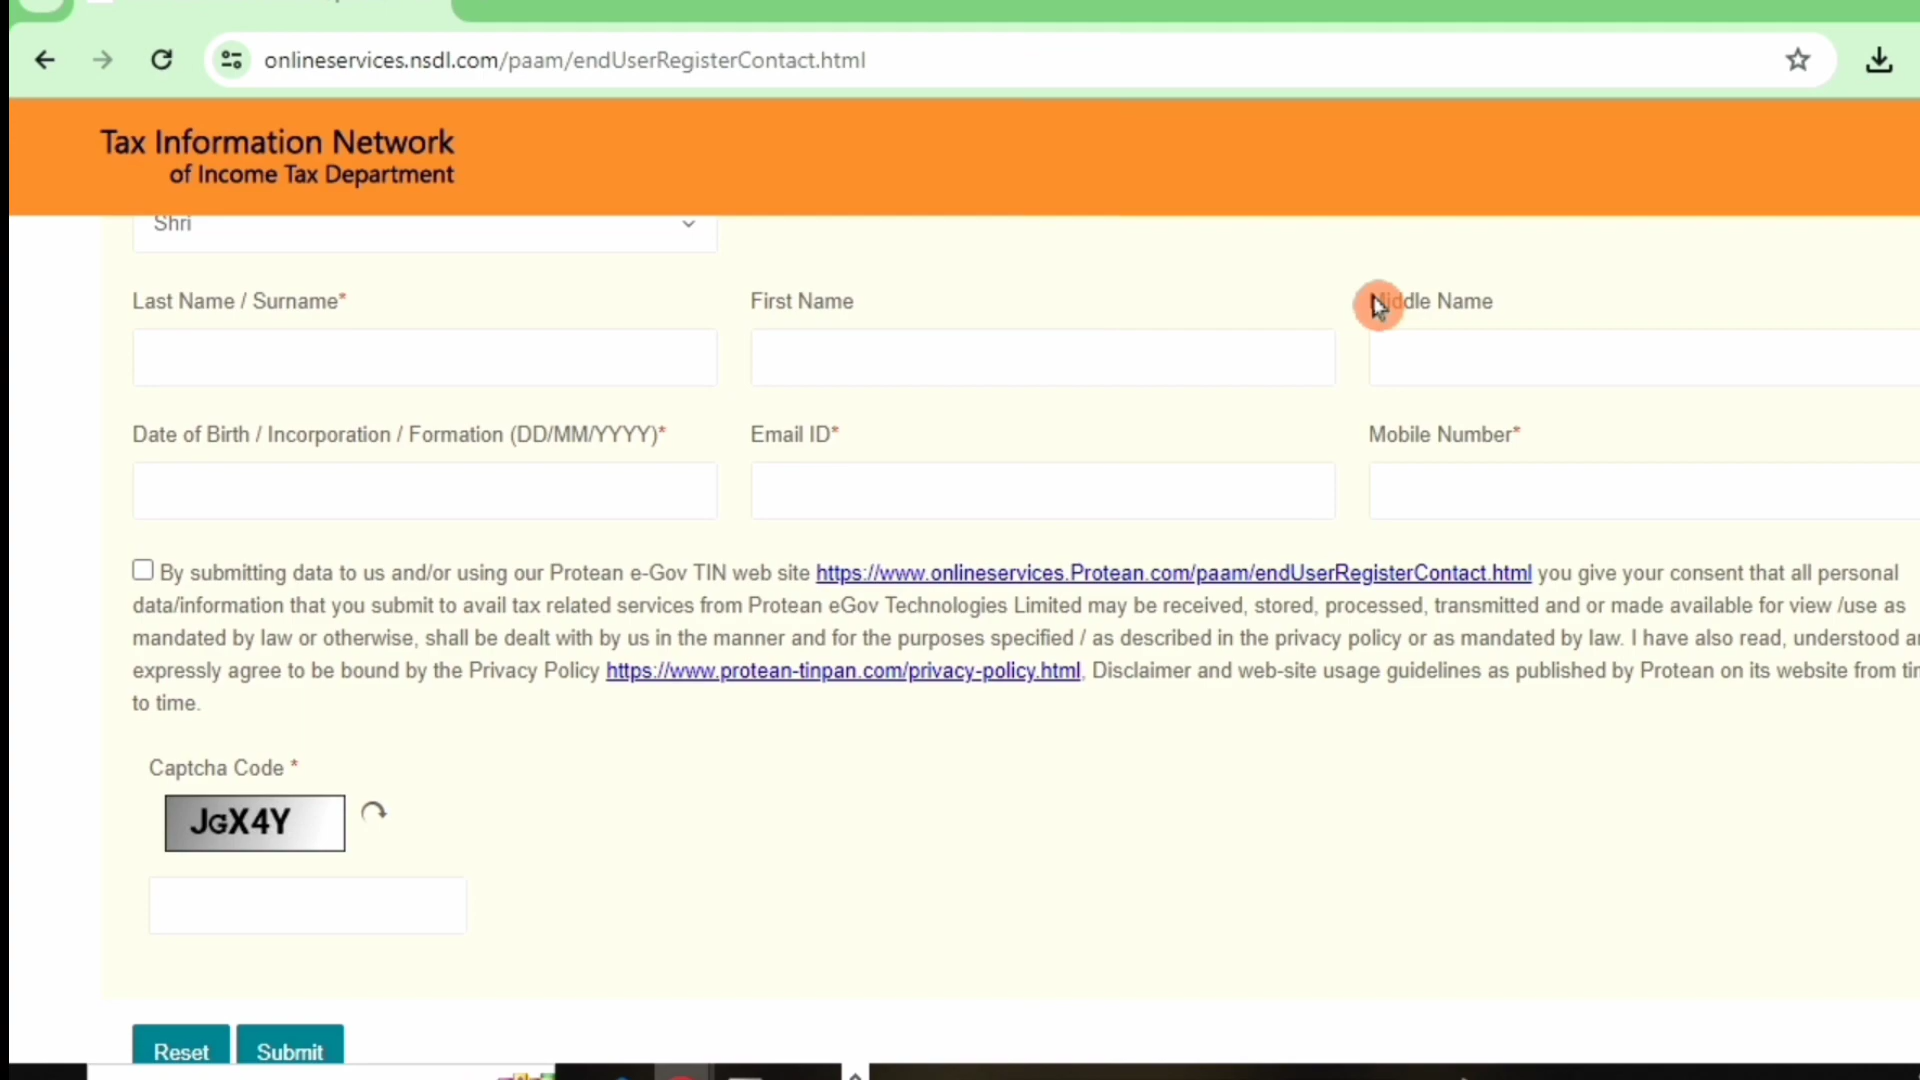 onlineservices.nsdl.com/paam/endUserRegisterContact.html
Tax Information Network
of Income Tax Department
Shri
Last Name / Surname* First Name Middle Name
Date of Birth / Incorporation / Formation (DD/MM/YYYY)* Email ID* Mobile Number*
By submitting data to us and/or using our Protean e-Gov TIN web site https://www.onlineservices.Protean.com/paam/endUserRegisterContact.html you give your consent that all personal
data/information that you submit to avail tax related services from Protean eGov Technologies Limited may be received, stored, processed, transmitted and or made available for view /use as
mandated by law or otherwise, shall be dealt with by us in the manner and for the purposes specified / as described in the privacy policy or as mandated by law. I have also read, understood
expressly agree to be bound by the Privacy Policy https://www.protean-tinpan.com/privacy-policy.html, Disclaimer and web-site usage guidelines as published by Protean on its website from
to time.
Captcha Code *
JGX4Y
Reset Submit